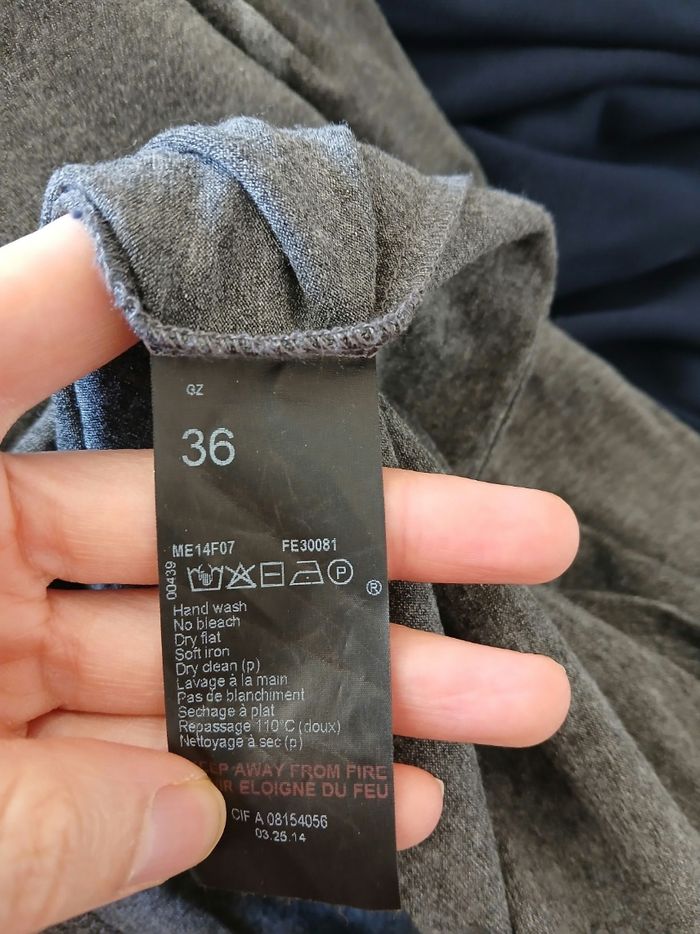 GZ
36
ME14F07 FE30081
00439
P
®
Hand wash
No bleach
Dry flat
Soft iron
Dry clean (p)
Lavage à la main
Pas de blanchiment
Sechage à plat
Repassage 110°C (doux)
Nettoyage à sec (p)
AWAY FROM FIRE
ELOIGNE DU FEU
CIF A 08154056
03.25.14